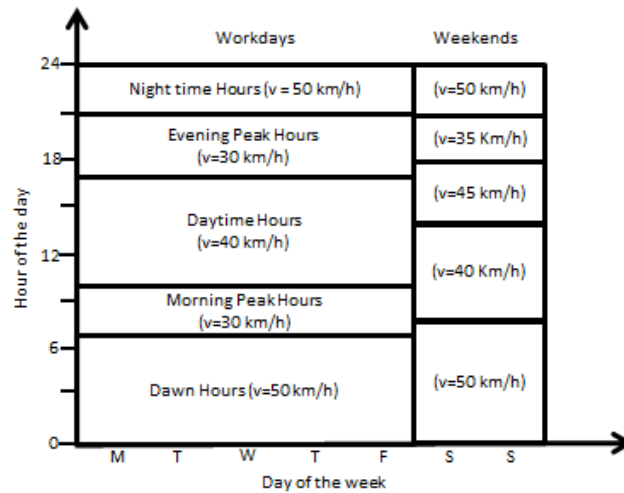 Workdays
Weekends
24
Night time Hours (v = 50 km/h)
(v=50 km/h)
Evening Peak Hours
(v=30 km/h)
(v=35 Km/h)
18
(v=45 km/h)
Daytime Hours
(v=40 km/h)
12
(v=40 Km/h)
Morning Peak Hours
(v=30 km/h)
6
Dawn Hours (v=50 km/h)
(v=50 km/h)
0
Hour of the day
M T W T F S S
Day of the week